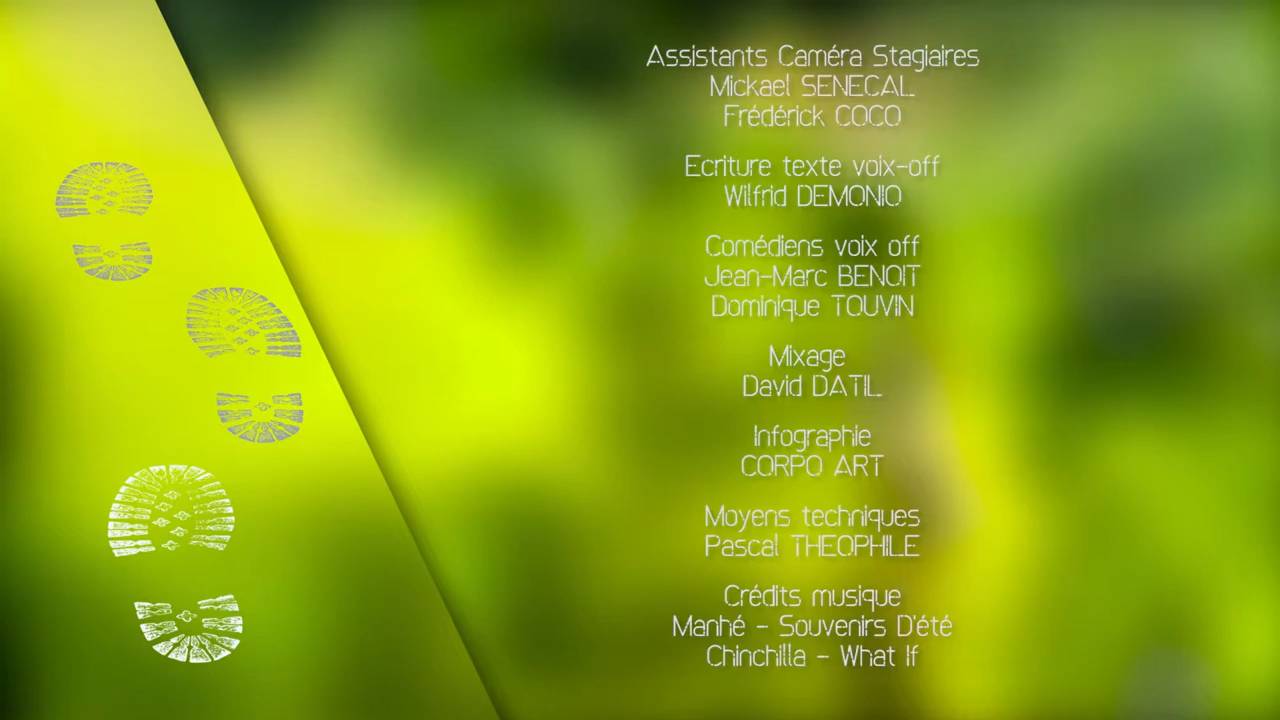 Assistants Caméra Stagiaires
Mickael SENECAL
Frédérick COCO
Ecriture texte voix-off
Wilfrid DEMONIO
Comédiens voix off
Jean-Marc BENOIT
Dominique TOUVIN
Mixage
David DATIL
Infographie
CORPO ART
Moyens techniques
Pascal THEOPHILE
Crédits musique
Manhé - Souvenirs D'été
Chinchilla - What If